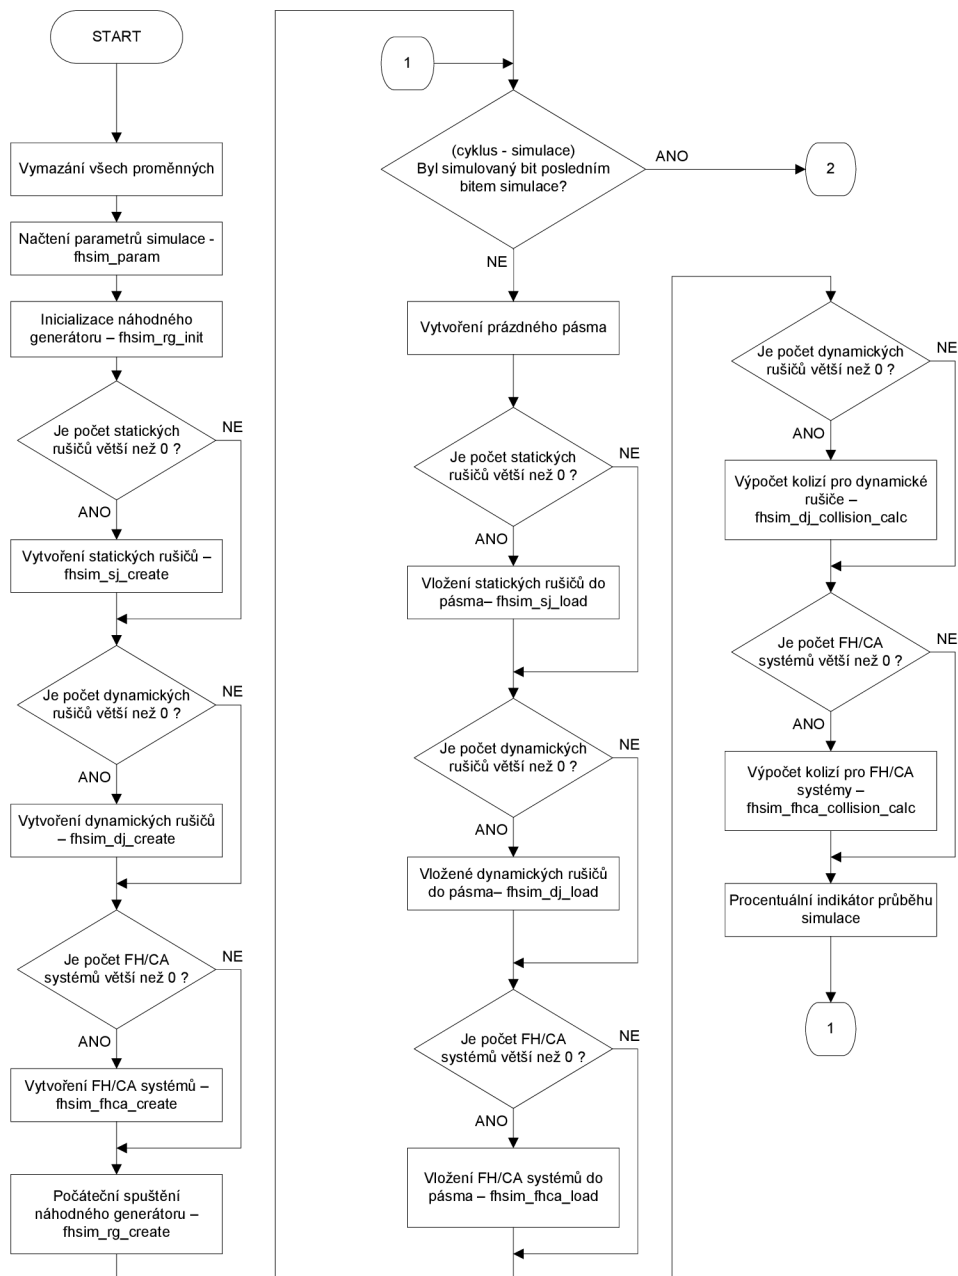 START
Vymazání všech proměnných
Načtení parametrů simulace -
fhsim_param
Inicializace náhodného
generátoru – fhsim_rg_init
Je počet statických
rušičů větší než 0 ?
NE
ANO
Vytvoření statických rušičů –
fhsim_sj_create
Je počet dynamických
rušičů větší než 0 ?
NE
ANO
Vytvoření dynamických rušičů
– fhsim_dj_create
Je počet FH/CA
systémů větší než 0 ?
NE
ANO
Vytvoření FH/CA systémů –
fhsim_fhca_create
Počáteční spuštění
náhodného generátoru –
fhsim_rg_create
1
(cyklus - simulace)
Byl simulovaný bit posledním
bitem simulace?
ANO
2
NE
Vytvoření prázdného pásma
Je počet statických
rušičů větší než 0 ?
NE
ANO
Vložení statických rušičů do
pásma– fhsim_sj_load
Je počet dynamických
rušičů větší než 0 ?
NE
ANO
Vložené dynamických rušičů
do pásma– fhsim_dj_load
Je počet FH/CA
systémů větší než 0 ?
NE
ANO
Vložení FH/CA systémů do
pásma – fhsim_fhca_load
Je počet dynamických
rušičů větší než 0 ?
NE
ANO
Výpočet kolizí pro dynamické
rušiče –
fhsim_dj_collision_calc
Je počet FH/CA
systémů větší než 0 ?
NE
ANO
Výpočet kolizí pro FH/CA
systémy –
fhsim_fhca_collision_calc
Procentuální indikátor průběhu
simulace
1